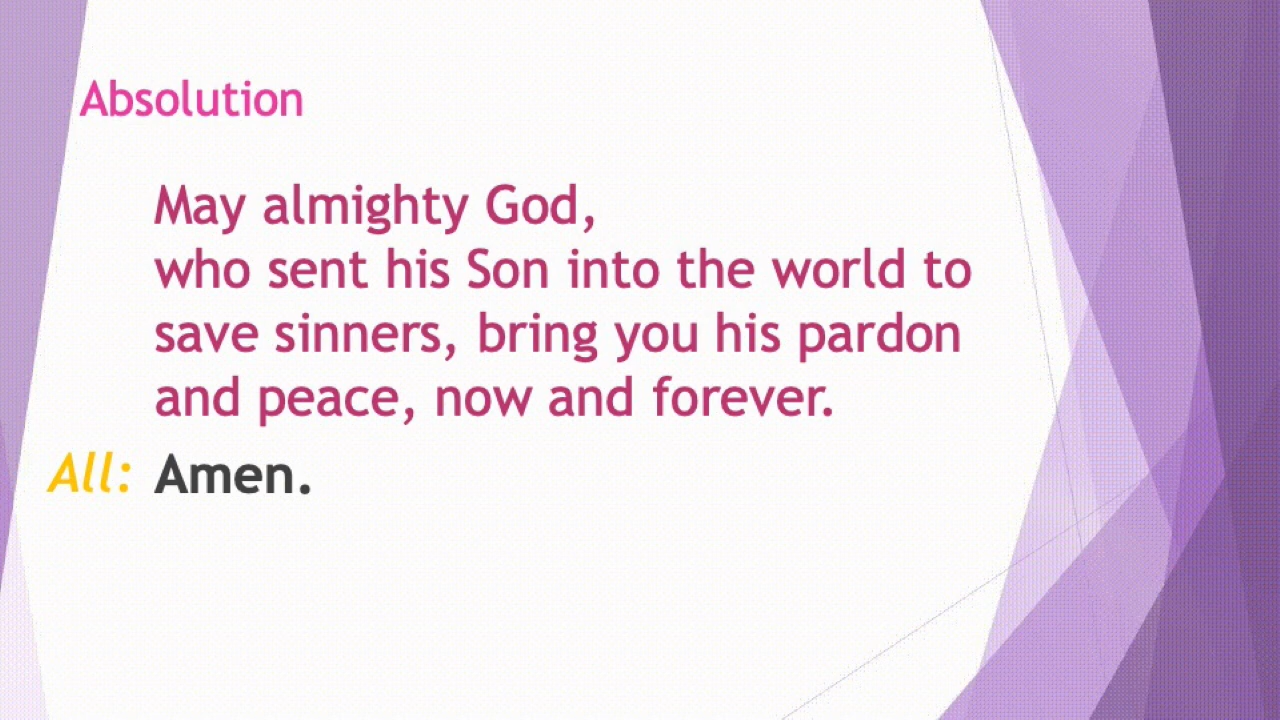 Absolution
May almighty God,
who sent his Son into the world to
save sinners, bring you his pardon
and peace, now and forever.
All: Amen.